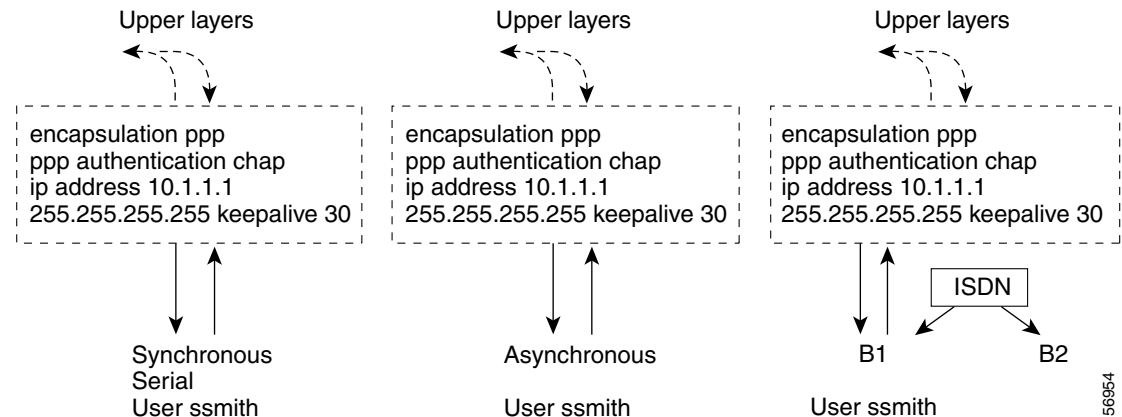 Upper layers
encapsulation ppp
ppp authentication chap
ip address 10.1.1.1
255.255.255.255 keepalive 30
Synchronous
Serial
User ssmith
Upper layers
encapsulation ppp
ppp authentication chap
ip address 10.1.1.1
255.255.255.255 keepalive 30
Asynchronous
User ssmith
Upper layers
encapsulation ppp
ppp authentication chap
ip address 10.1.1.1
255.255.255.255 keepalive 30
ISDN
B1
B2
User ssmith
56954